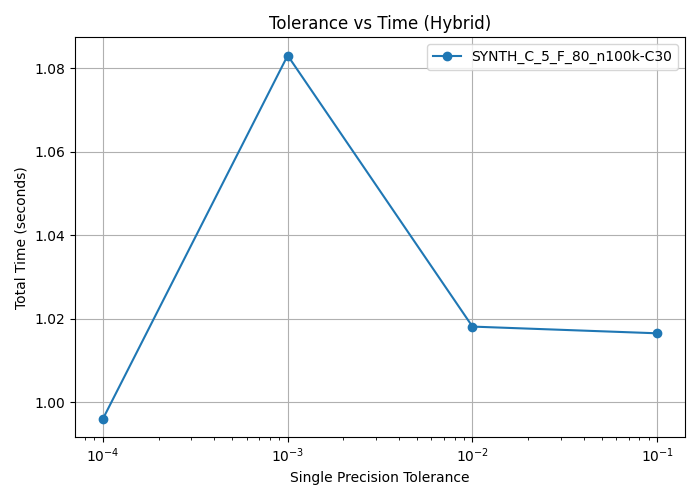 Tolerance vs Time (Hybrid)
SYNTH_C_5_F_80_n100k-C30
Total Time (seconds)
1.08
1.06
1.04
1.02
1.00
10⁻⁴
10⁻³
10⁻²
10⁻¹
Single Precision Tolerance